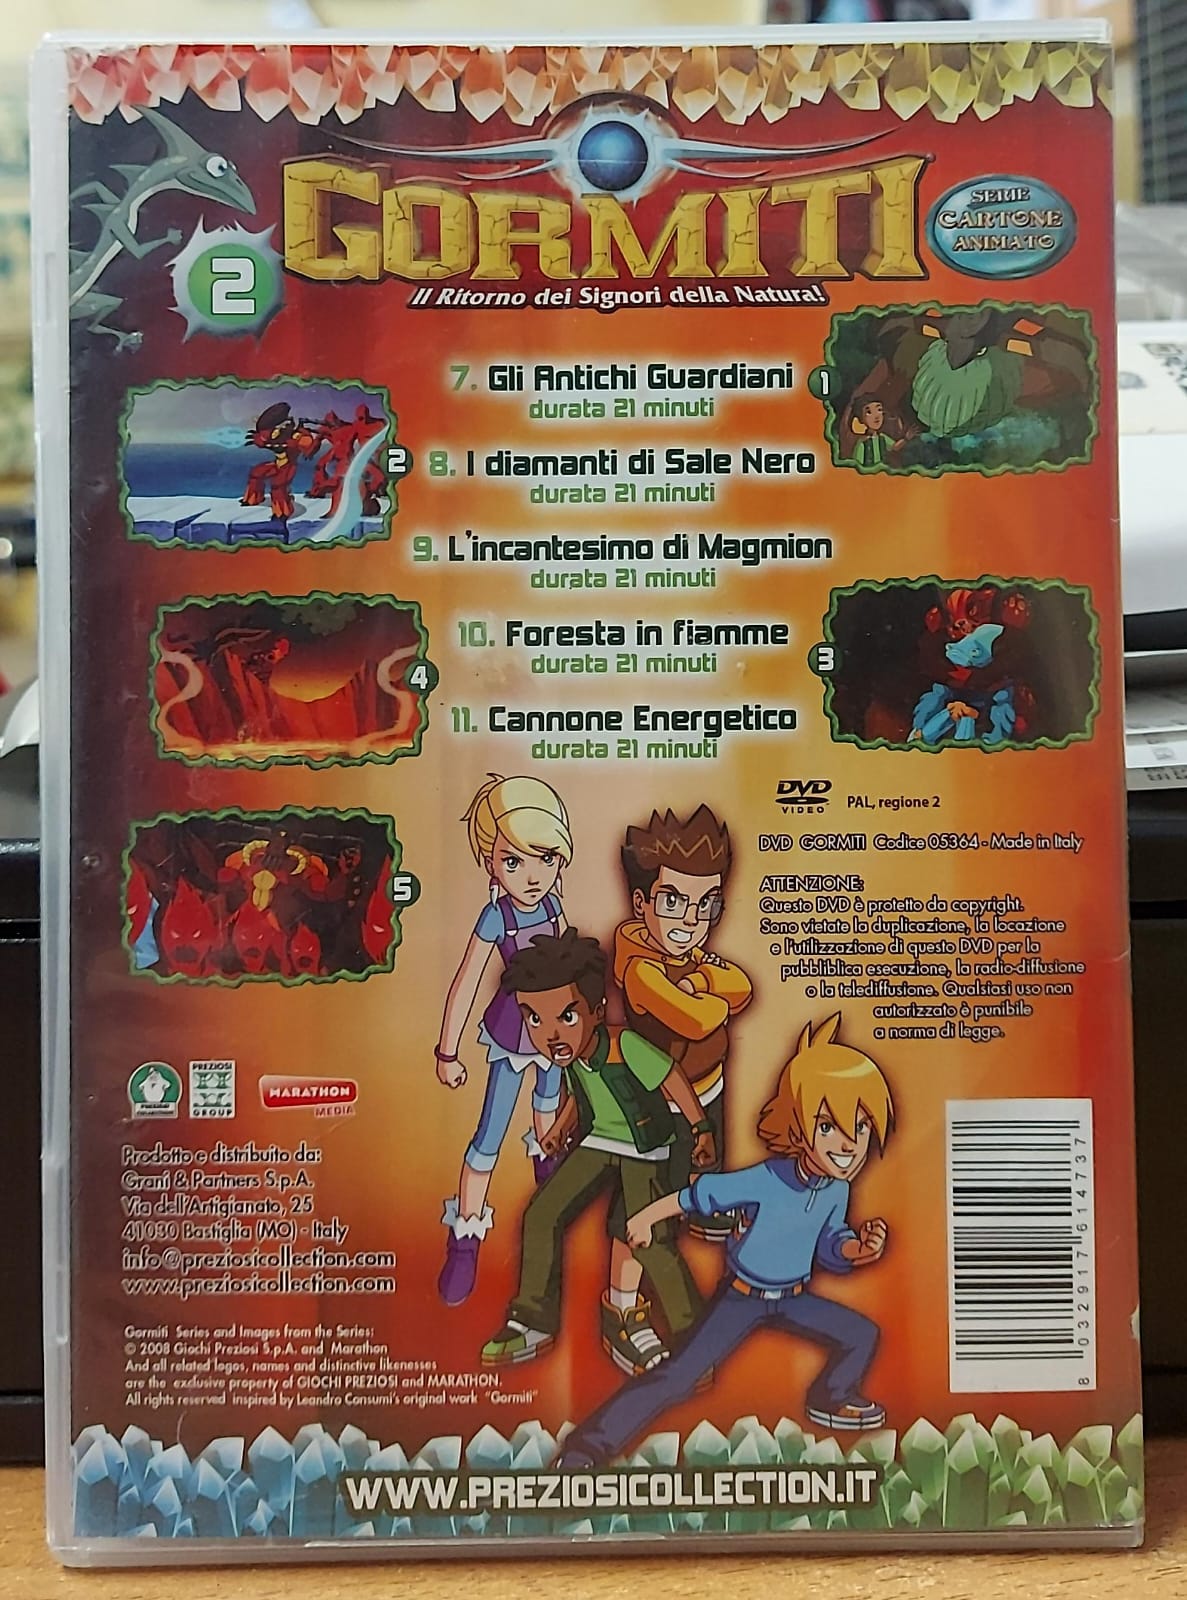 GORMITI
SERIE
CARTONE
ANIMATO
2
Il Ritorno dei Signori della Natura!
7. Gli Antichi Guardiani
durata 21 minuti
1
8. I diamanti di Sale Nero
durata 21 minuti
2
9. L'incantesimo di Magmion
durata 21 minuti
10. Foresta in fiamme
durata 21 minuti
3
4
11. Cannone Energetico
durata 21 minuti
5
DVD
VIDEO
PAL, regione 2
DVD GORMITI Codice 05364 - Made in Italy
ATTENZIONE:
Questo DVD è protetto da copyright.
Sono vietate la duplicazione, la locazione
e l'utilizzazione di questo DVD per la
pubbliblica esecuzione, la radio-diffusione
o la telediffusione. Qualsiasi uso non
autorizzato è punibile
a norma di legge.
PREZIOSI
GROUP
MARATHON
MEDIA
Prodotto e distribuito da:
Grani & Partners S.p.A.
Via dell'Artigianato, 25
41030 Bastiglia (MO) - Italy
info@preziosicollection.com
www.preziosicollection.com
Gormiti Series and Images from the Series:
© 2008 Giochi Preziosi S.p.A. and Marathon
And all related logos, names and distinctive likenesses
are the exclusive property of GIOCHI PREZIOSI and MARATHON.
All rights reserved inspired by Leandro Consumi's original work "Gormiti"
8 032917 614737
WWW.PREZIOSICOLLECTION.IT